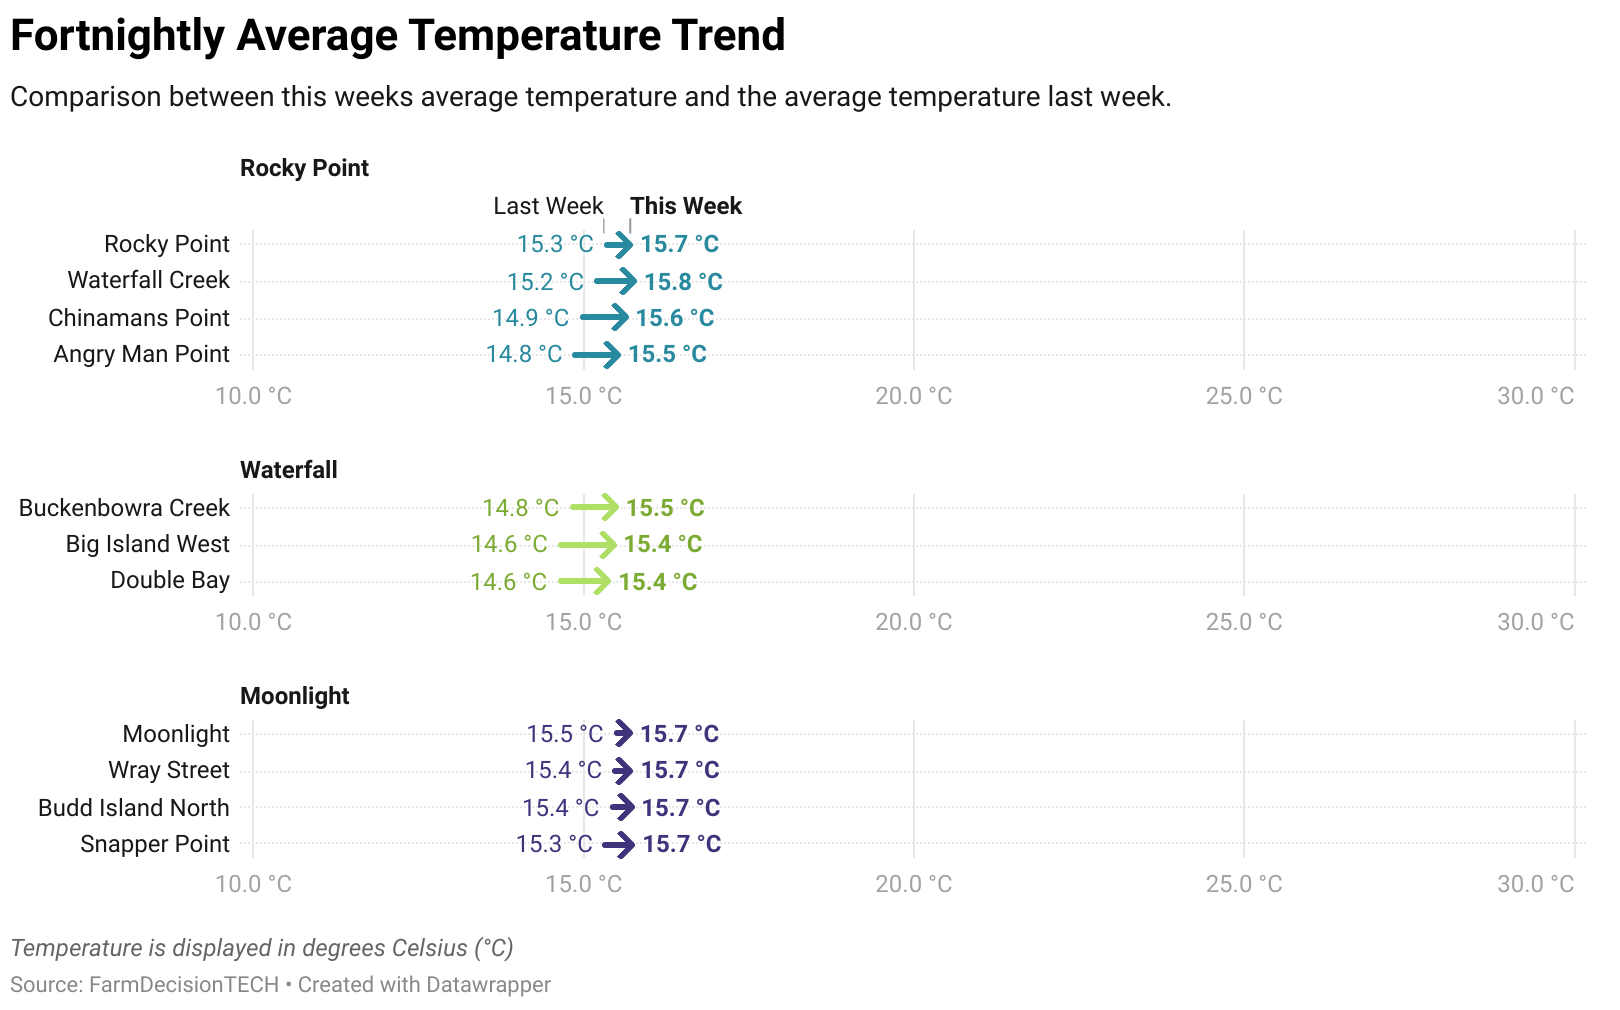 Fortnightly Average Temperature Trend
Comparison between this weeks average temperature and the average temperature last week.
Rocky Point
Last Week This Week
Rocky Point 15.3 °C 15.7 °C
Waterfall Creek 15.2 °C 15.8 °C
Chinamans Point 14.9 °C 15.6 °C
Angry Man Point 14.8 °C 15.5 °C
10.0 °C 15.0 °C 20.0 °C 25.0 °C 30.0 °C
Waterfall
Buckenbowra Creek 14.8 °C 15.5 °C
Big Island West 14.6 °C 15.4 °C
Double Bay 14.6 °C 15.4 °C
10.0 °C 15.0 °C 20.0 °C 25.0 °C 30.0 °C
Moonlight
Moonlight 15.5 °C 15.7 °C
Wray Street 15.4 °C 15.7 °C
Budd Island North 15.4 °C 15.7 °C
Snapper Point 15.3 °C 15.7 °C
10.0 °C 15.0 °C 20.0 °C 25.0 °C 30.0 °C
Temperature is displayed in degrees Celsius (°C)
Source: FarmDecisionTECH • Created with Datawrapper